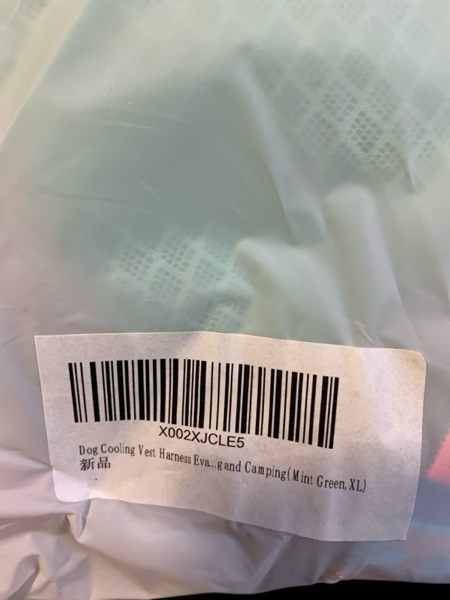 X002XJCLE5
Dog Cooling Vest Harness Eva...g and Camping(Mint Green, XL)
新品